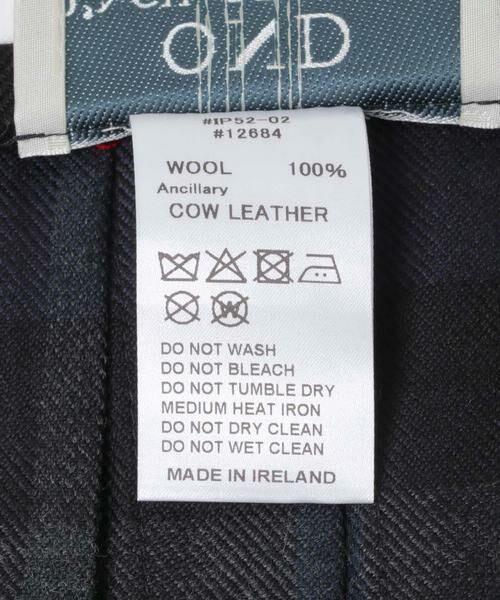 OND
#IP52-02
#12684
WOOL 100%
Ancillary
COW LEATHER
W
DO NOT WASH
DO NOT BLEACH
DO NOT TUMBLE DRY
MEDIUM HEAT IRON
DO NOT DRY CLEAN
DO NOT WET CLEAN
MADE IN IRELAND